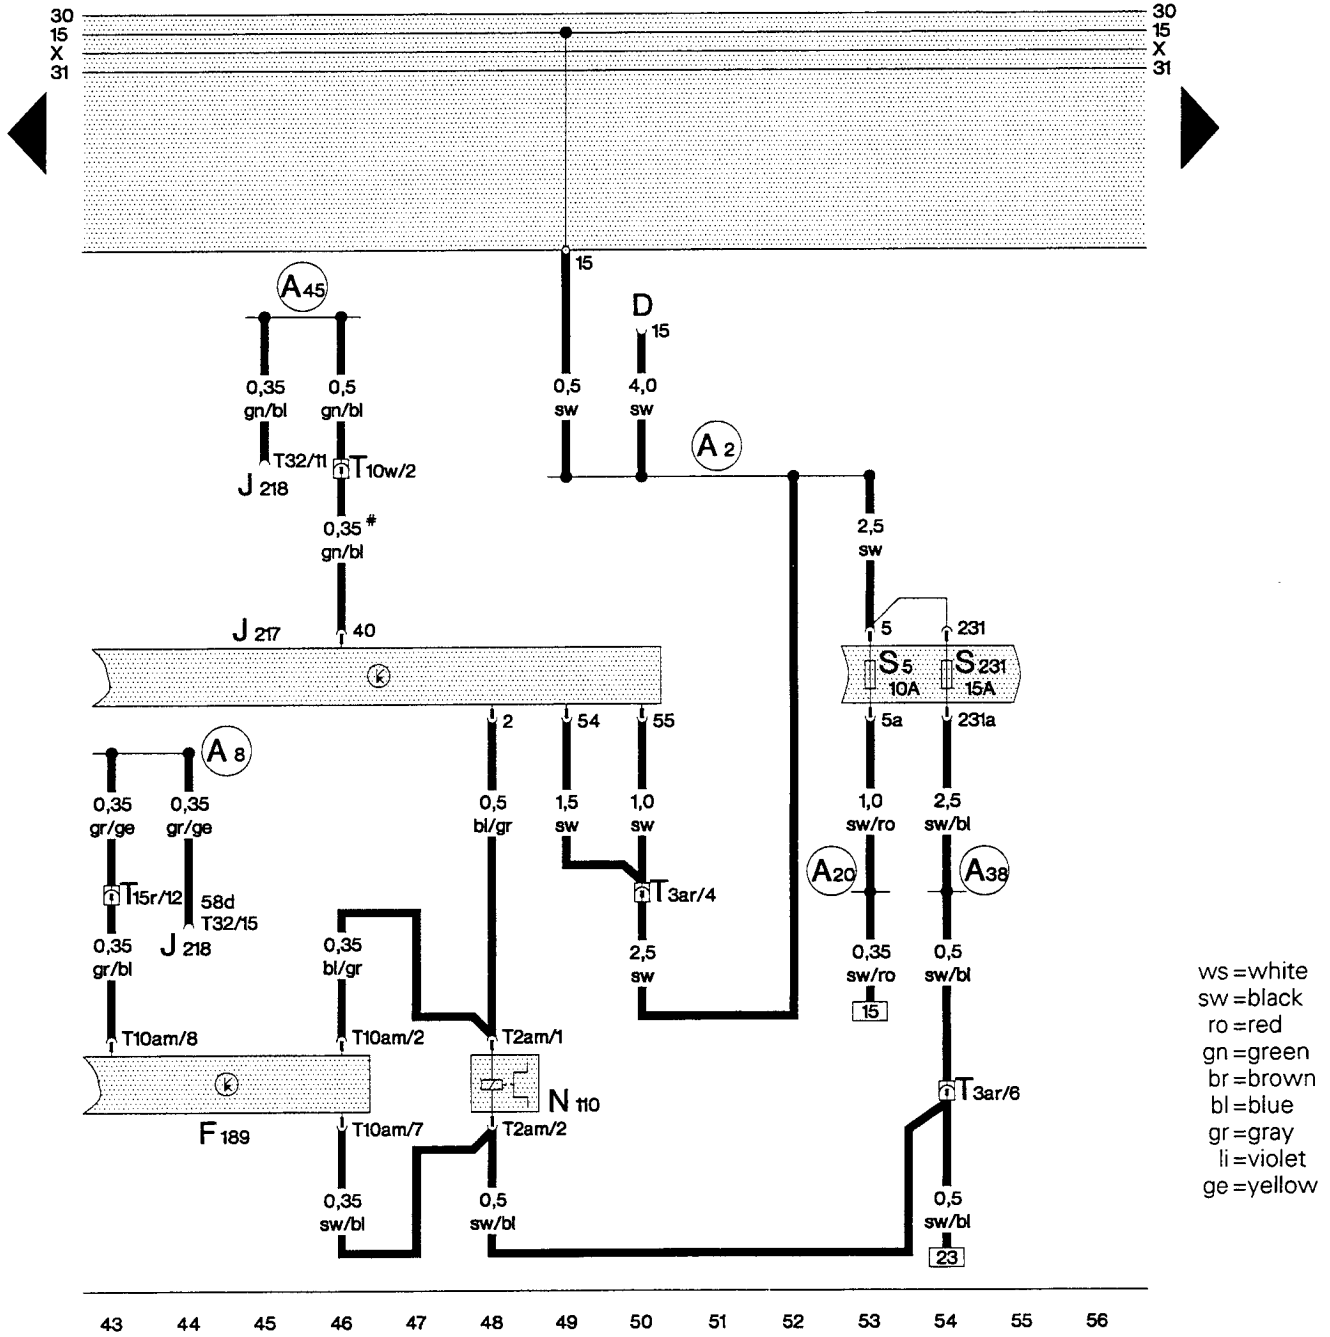 30 30
15 15
X X
31 31
15
A45
D
15
0,35 0,5 0,5 4,0
gn/bl gn/bl sw sw
A2
T32/11 T10w/2
J218
0,35 # 2,5
gn/bl sw
J217 40 5 231
S5 S231
10A 15A
k
2 54 55 5a 231a
A8
0,35 0,35 0,5 1,5 1,0 1,0 2,5
gr/ge gr/ge bl/gr sw sw sw/ro sw/bl
A20 A38
T15r/12 58d T3ar/4
T32/15
J218
0,35 0,35 2,5 0,35 0,5
gr/bl bl/gr sw sw/ro sw/bl
15
T10am/8 T10am/2 T2am/1
k
N110
T3ar/6
F189 T10am/7 T2am/2
0,35 0,5 0,5
sw/bl sw/bl sw/bl
23
ws=white
sw=black
ro=red
gn=green
br=brown
bl=blue
gr=gray
li=violet
ge=yellow
43 44 45 46 47 48 49 50 51 52 53 54 55 56